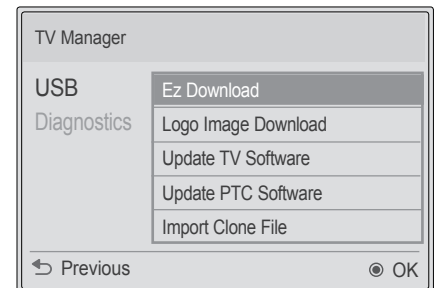 TV Manager
USB
Diagnostics
Ez Download
Logo Image Download
Update TV Software
Update PTC Software
Import Clone File
Previous
OK